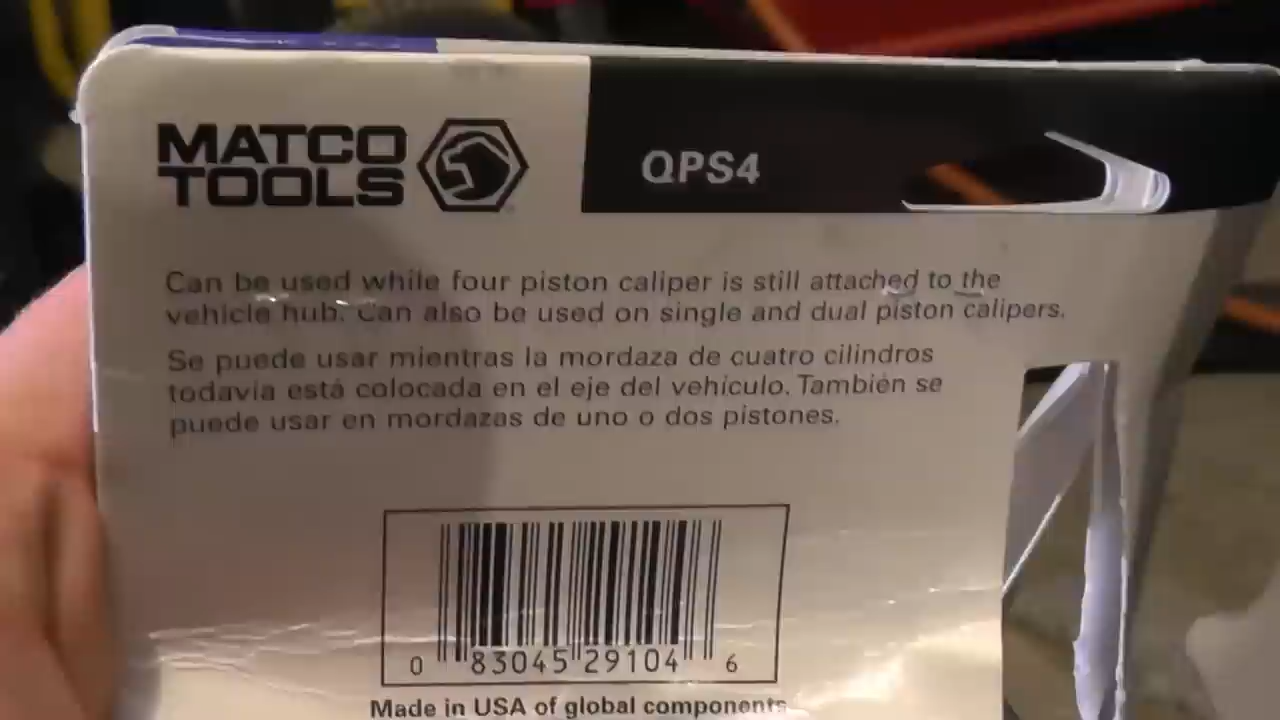 MATCO
TOOLS
QPS4
Can be used while four piston caliper is still attached to the
vehicle hub. Can also be used on single and dual piston calipers.
Se puede usar mientras la mordaza de cuatro cilindros
todavía está colocada en el eje del vehículo. También se
puede usar en mordazas de uno o dos pistones.
0 83045 29104 6
Made in USA of global components